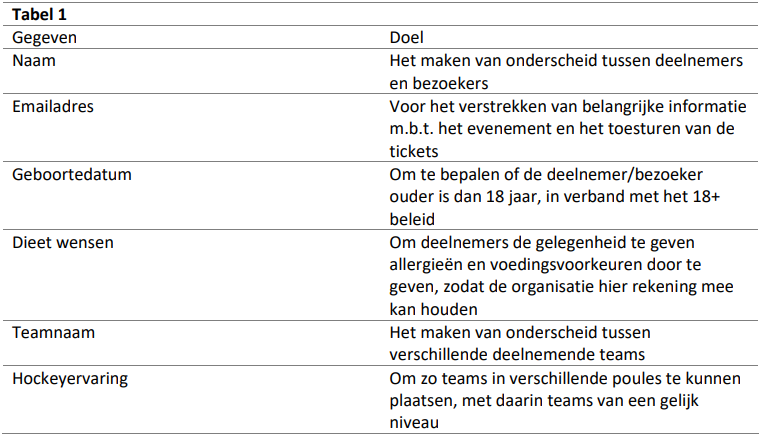 Tabel 1
Gegeven Doel
Naam Het maken van onderscheid tussen deelnemers
en bezoekers
Emailadres Voor het verstrekken van belangrijke informatie
m.b.t. het evenement en het toesturen van de
tickets
Geboortedatum Om te bepalen of de deelnemer/bezoeker
ouder is dan 18 jaar, in verband met het 18+
beleid
Dieet wensen Om deelnemers de gelegenheid te geven
allergieën en voedingsvoorkeuren door te
geven, zodat de organisatie hier rekening mee
kan houden
Teamnaam Het maken van onderscheid tussen
verschillende deelnemende teams
Hockeyervaring Om zo teams in verschillende poules te kunnen
plaatsen, met daarin teams van een gelijk
niveau